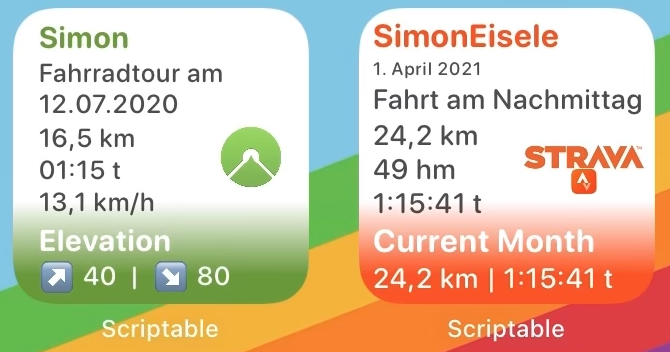 Simon
Fahrradtour am
12.07.2020
16,5 km
01:15 t
13,1 km/h
Elevation
40 | 80
Scriptable
SimonEisele
1. April 2021
Fahrt am Nachmittag
24,2 km
49 hm
1:15:41 t
STRAVA
Current Month
24,2 km | 1:15:41 t
Scriptable